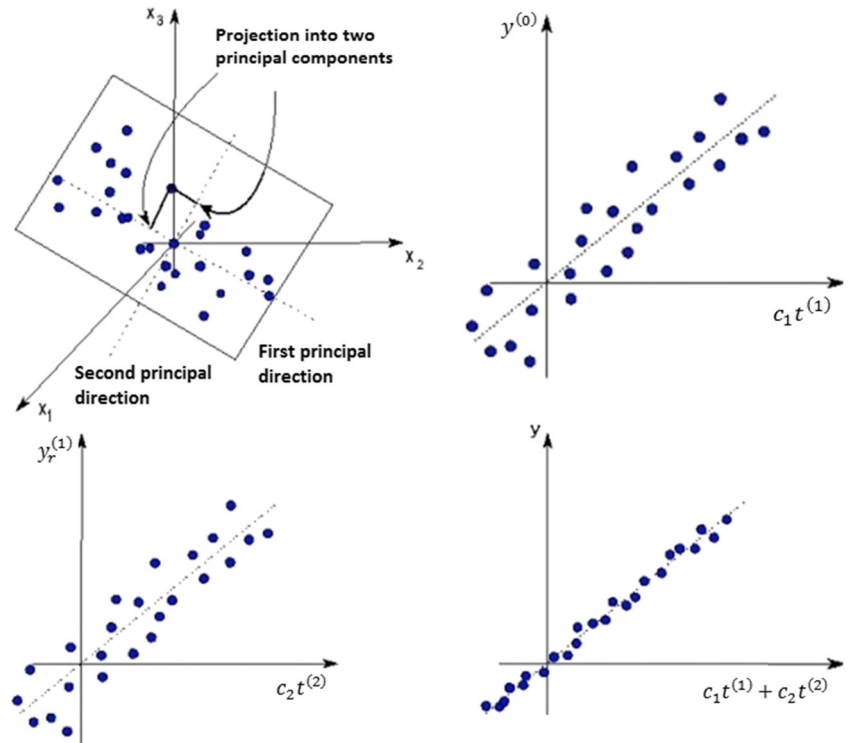 x₃
Projection into two
principal components
x₂
First principal
direction
Second principal
direction
x₁
y⁽⁰⁾
c₁t⁽¹⁾
yᵣ⁽¹⁾
c₂t⁽²⁾
y
c₁t⁽¹⁾ + c₂t⁽²⁾